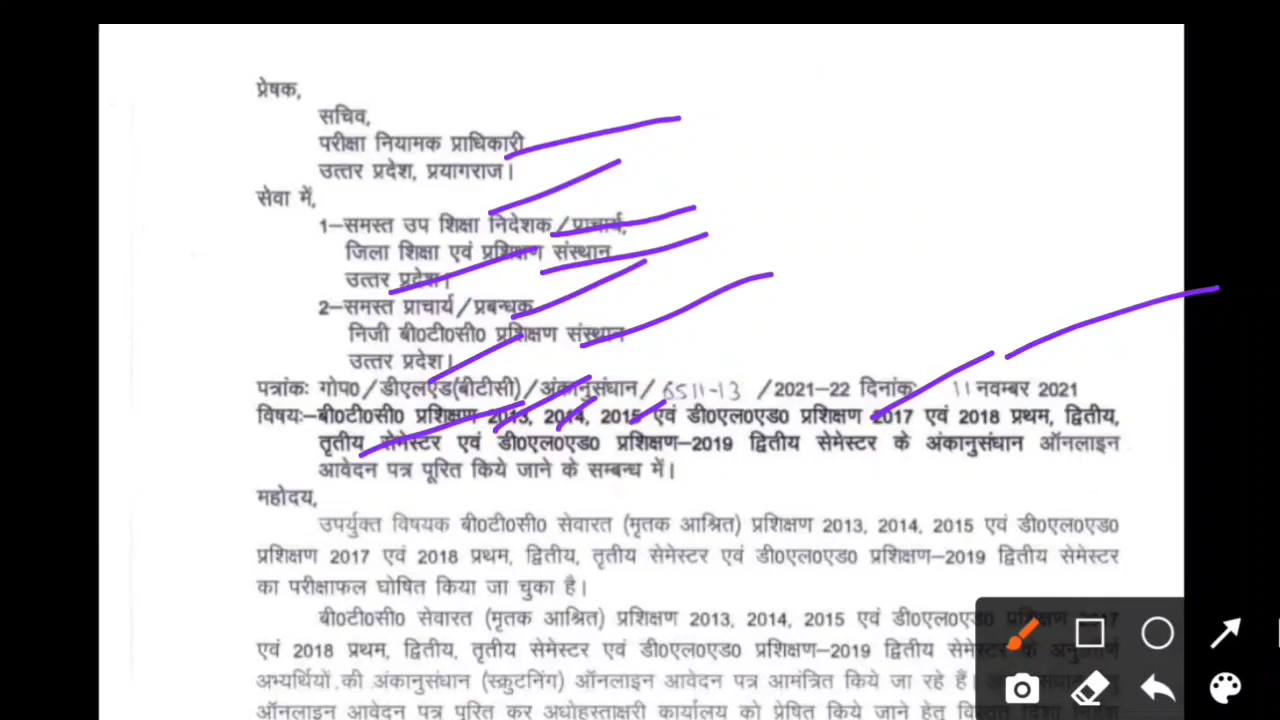 प्रेषक,
सचिव,
परीक्षा नियामक प्राधिकारी
उत्तर प्रदेश, प्रयागराज।
सेवा में,
1–समस्त उप शिक्षा निदेशक/प्राचार्य,
जिला शिक्षा एवं प्रशिक्षण संस्थान
उत्तर प्रदेश।
2–समस्त प्राचार्य/प्रबन्धक
निजी बी0टी0सी0 प्रशिक्षण संस्थान
उत्तर प्रदेश।
पत्रांकः गोप0/डीएलएड(बीटीसी)/अंकानुसंधान/ 6511-13 /2021–22 दिनांकः 11 नवम्बर 2021
विषयः–बी0टी0सी0 प्रशिक्षण 2013, 2014, 2015 एवं डी0एल0एड0 प्रशिक्षण 2017 एवं 2018 प्रथम, द्वितीय,
तृतीय सेमेस्टर एवं डी0एल0एड0 प्रशिक्षण–2019 द्वितीय सेमेस्टर के अंकानुसंधान ऑनलाइन
आवेदन पत्र पूरित किये जाने के सम्बन्ध में।
महोदय,
उपर्युक्त विषयक बी0टी0सी0 सेवारत (मृतक आश्रित) प्रशिक्षण 2013, 2014, 2015 एवं डी0एल0एड0
प्रशिक्षण 2017 एवं 2018 प्रथम, द्वितीय, तृतीय सेमेस्टर एवं डी0एल0एड0 प्रशिक्षण–2019 द्वितीय सेमेस्टर
का परीक्षाफल घोषित किया जा चुका है।
बी0टी0सी0 सेवारत (मृतक आश्रित) प्रशिक्षण 2013, 2014, 2015 एवं डी0एल0एड0 प्रशिक्षण 2017
एवं 2018 प्रथम, द्वितीय, तृतीय सेमेस्टर एवं डी0एल0एड0 प्रशिक्षण–2019 द्वितीय सेमेस्टर के अनुत्तीर्ण
अभ्यर्थियों की अंकानुसंधान (स्क्रुटनिंग) ऑनलाइन आवेदन पत्र आमंत्रित किये जा रहे हैं।
ऑनलाइन आवेदन पत्र पूरित कर अधोहस्ताक्षरी कार्यालय को प्रेषित किये जाने हेतु